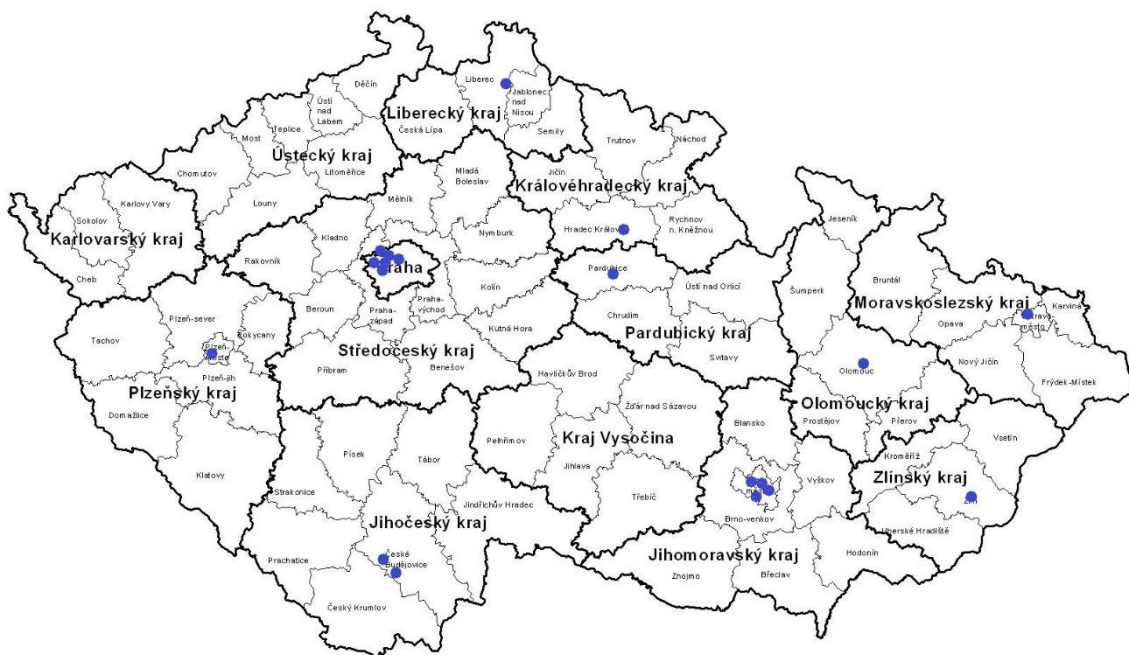 Děčín
Liberec
Ústí
nad
Labem
Jablonec
nad
Nisou
Teplice
Liberecký kraj
Most
Česká Lípa
Semily
Trutnov
Náchod
Ústecký kraj
Chomutov
Litoměřice
Mladá
Boleslav
Jičín
Královéhradecký kraj
Karlovy Vary
Louny
Mělník
Sokolov
Karlovarský kraj
Kladno
Nymburk
Hradec Králové
Rychnov
n. Kněžnou
Jeseník
Rakovník
Cheb
Praha
Pardubice
Bruntál
Kolín
Ústí nad Orlicí
Šumperk
Moravskoslezský kraj
Karviná
Beroun
Praha-
západ
Praha-
východ
Chrudim
Plzeň-sever
Rokycany
Opava
Ostrava
město
Tachov
Kutná Hora
Pardubický kraj
Plzeň-
město
Středočeský kraj
Svitavy
Nový Jičín
Příbram
Benešov
Havlíčkův Brod
Olomouc
Frýdek-Místek
Plzeň-jih
Plzeňský kraj
Žďár nad Sázavou
Olomoucký kraj
Domažlice
Prostějov
Přerov
Blansko
Vsetín
Pelhřimov
Kraj Vysočina
Písek
Tábor
Jihlava
Kroměříž
Klatovy
Zlínský kraj
Strakonice
Třebíč
Vyškov
Jindřichův Hradec
Zlín
Jihočeský kraj
Brno-venkov
Uherské Hradiště
České
Budějovice
Prachatice
Jihomoravský kraj
Hodonín
Znojmo
Břeclav
Český Krumlov